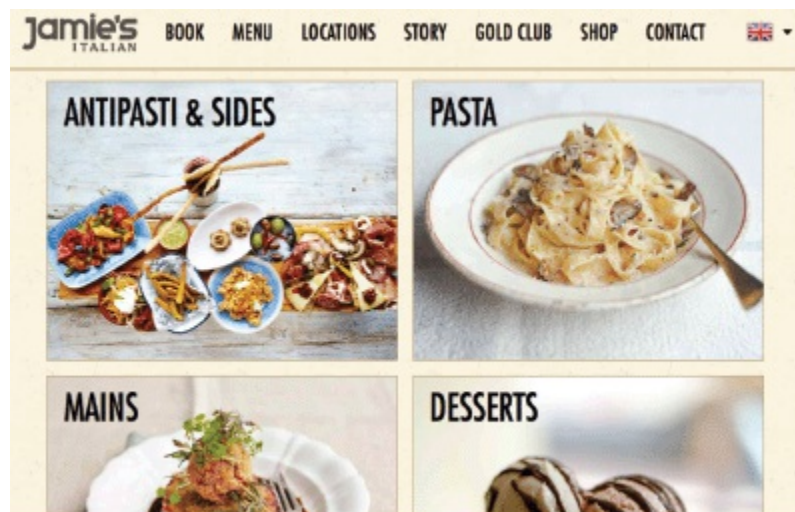 Jamie's
ITALIAN
BOOK MENU LOCATIONS STORY GOLD CLUB SHOP CONTACT
ANTIPASTI & SIDES
PASTA
MAINS
DESSERTS